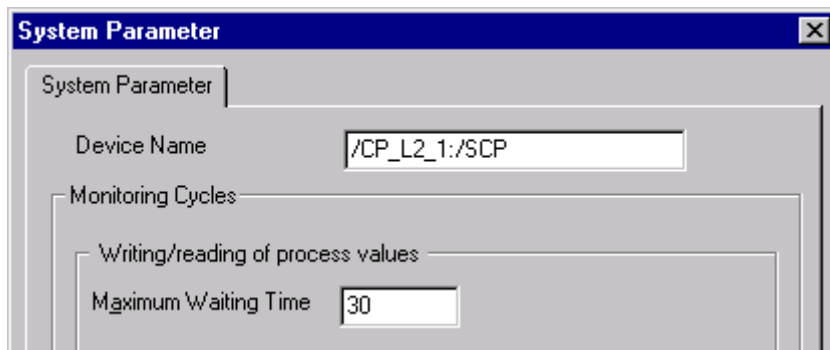 System Parameter
System Parameter
Device Name /CP_L2_1:/SCP
Monitoring Cycles
Writing/reading of process values
Maximum Waiting Time 30